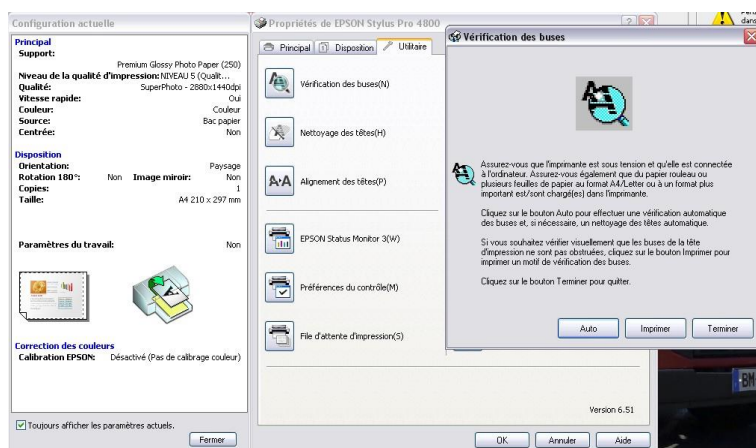 Configuration actuelle
Principal
Support:
Premium Glossy Photo Paper (250)
Niveau de la qualité d'impression: NIVEAU 5 (Qualit...
Qualité: SuperPhoto - 2880x1440dpi
Vitesse rapide: Oui
Couleur: Couleur
Source: Bac papier
Centrée: Non
Disposition
Orientation: Paysage
Rotation 180°: Non Image miroir: Non
Copies: 1
Taille: A4 210 x 297 mm
Paramètres du travail: Non
Correction des couleurs
Calibration EPSON: Désactivé (Pas de calibrage couleur)
Toujours afficher les paramètres actuels.
Fermer
Propriétés de EPSON Stylus Pro 4800
Principal Disposition Utilitaire
Vérification des buses(N)
Nettoyage des têtes(H)
Alignement des têtes(P)
EPSON Status Monitor 3(W)
Préférences du contrôle(M)
File d'attente d'impression(S)
Version 6.51
OK Annuler Aide
Vérification des buses
Assurez-vous que l'imprimante est sous tension et qu'elle est connectée
à l'ordinateur. Assurez-vous également que du papier rouleau ou
plusieurs feuilles de papier au format A4/Letter ou à un format plus
important est/sont chargé(es) dans l'imprimante.
Cliquez sur le bouton Auto pour effectuer une vérification automatique
des buses et, si nécessaire, un nettoyage des têtes automatique.
Si vous souhaitez vérifier visuellement que les buses de la tête
d'impression ne sont pas obstruées, cliquez sur le bouton Imprimer pour
imprimer un motif de vérification des buses.
Cliquez sur le bouton Terminer pour quitter.
Auto Imprimer Terminer
dans
BM